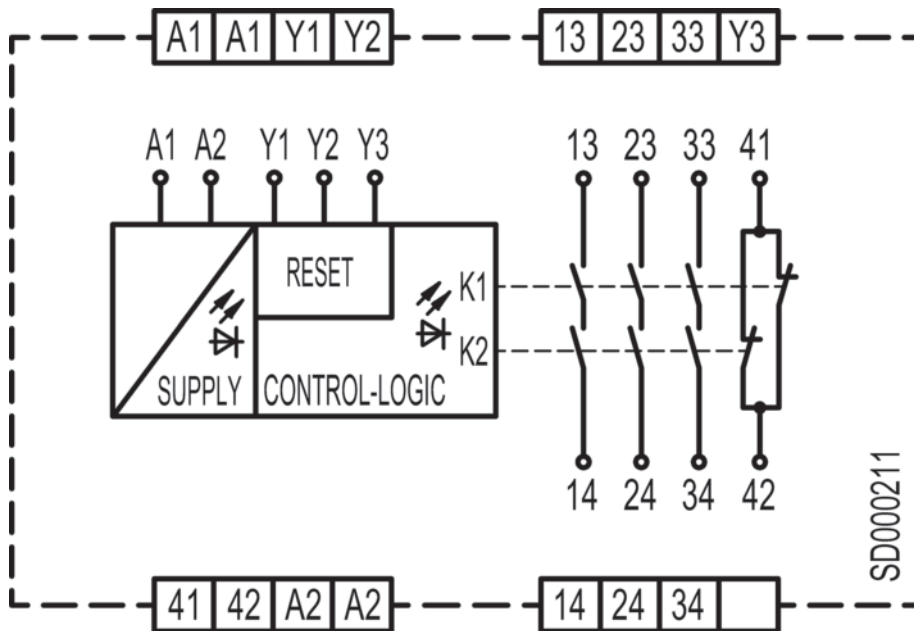 A1 A1 Y1 Y2 13 23 33 Y3
A1 A2 Y1 Y2 Y3 13 23 33 41
RESET
K1
K2
SUPPLY CONTROL-LOGIC
14 24 34 42
SD000211
41 42 A2 A2 14 24 34